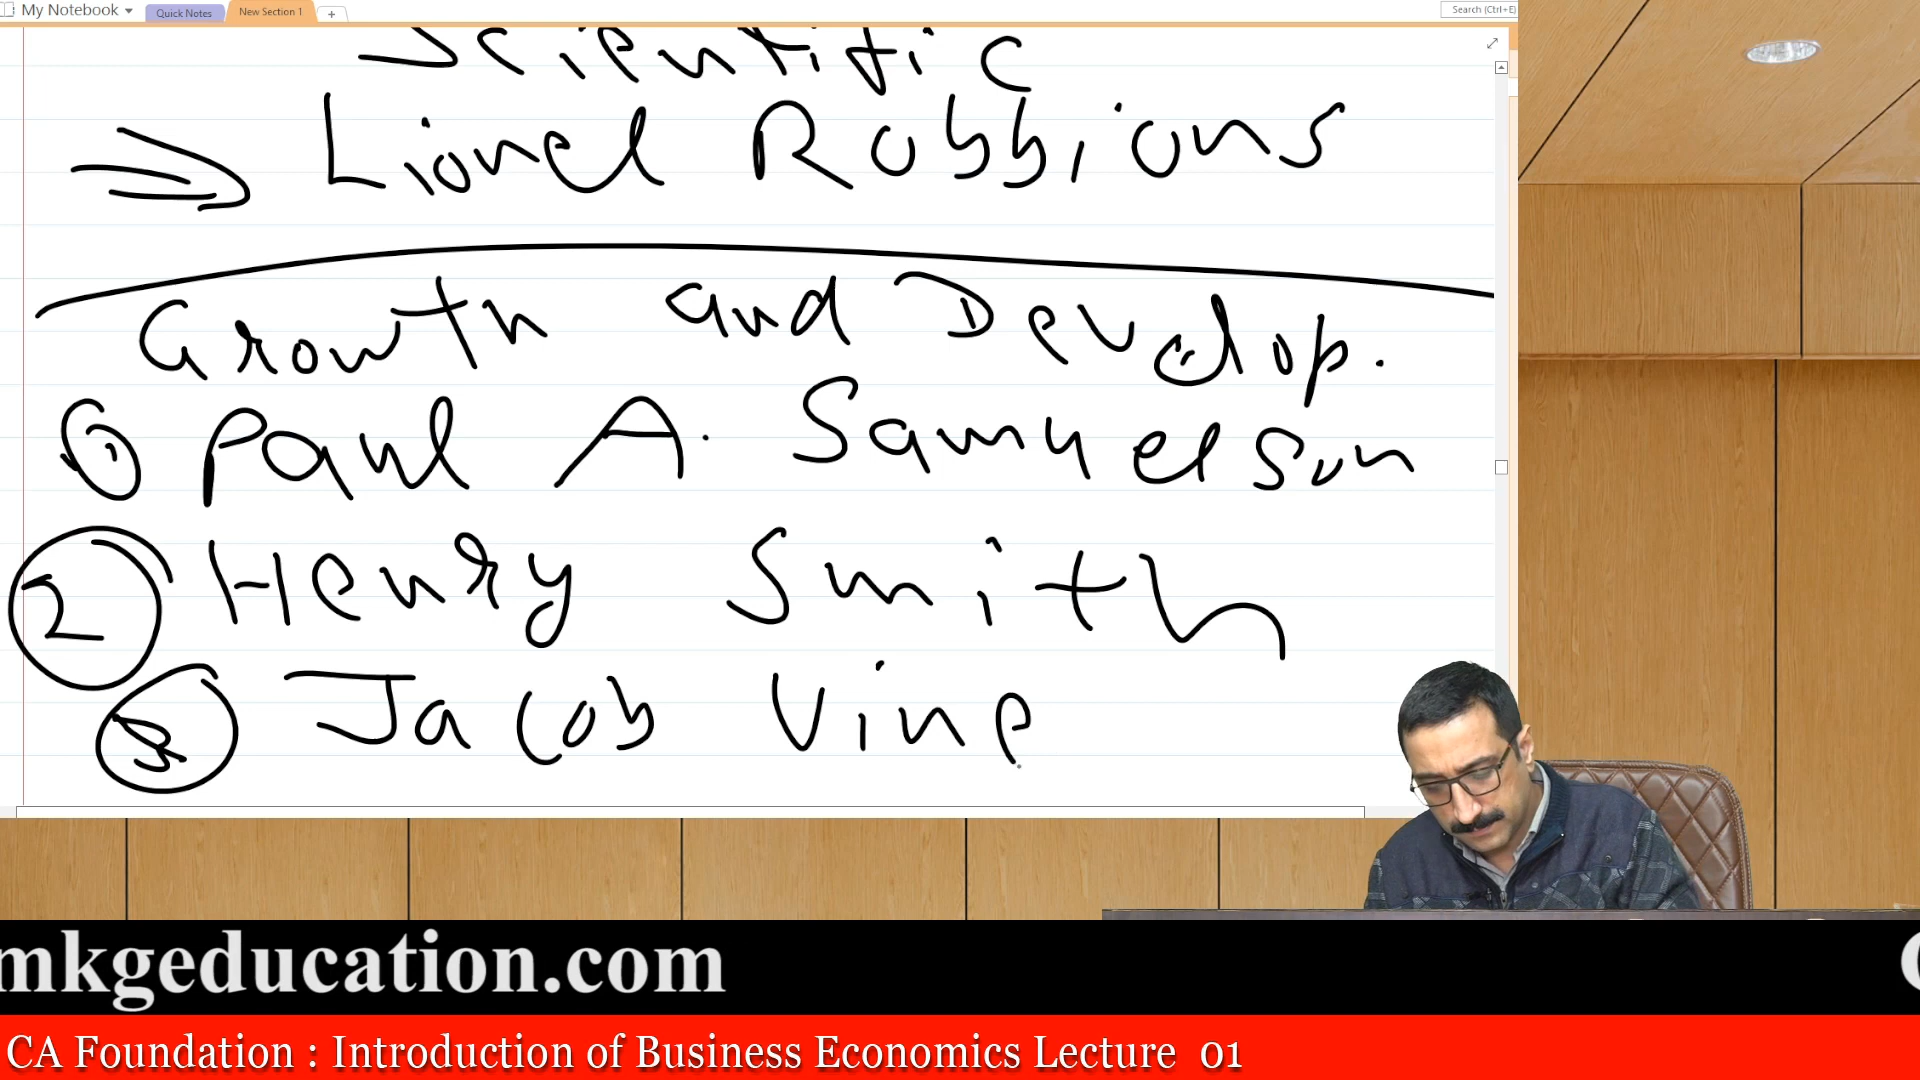 My Notebook Quick Notes New Section 1 + Search (Ctrl+E)
Scientific
Lionel Robbions
Growth and Develop.
① Paul A. Samuelson
② Henry Smith
③ Jacob Vine
mkgeducation.com
CA Foundation : Introduction of Business Economics Lecture 01